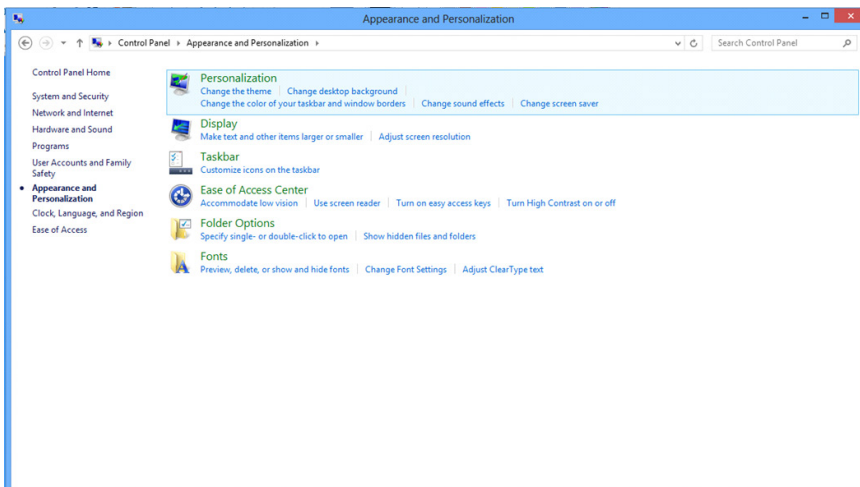 Appearance and Personalization
Control Panel Appearance and Personalization
Search Control Panel
Control Panel Home
System and Security
Network and Internet
Hardware and Sound
Programs
User Accounts and Family
Safety
Appearance and
Personalization
Clock, Language, and Region
Ease of Access
Personalization
Change the theme Change desktop background
Change the color of your taskbar and window borders Change sound effects Change screen saver
Display
Make text and other items larger or smaller Adjust screen resolution
Taskbar
Customize icons on the taskbar
Ease of Access Center
Accommodate low vision Use screen reader Turn on easy access keys Turn High Contrast on or off
Folder Options
Specify single- or double-click to open Show hidden files and folders
Fonts
Preview, delete, or show and hide fonts Change Font Settings Adjust ClearType text